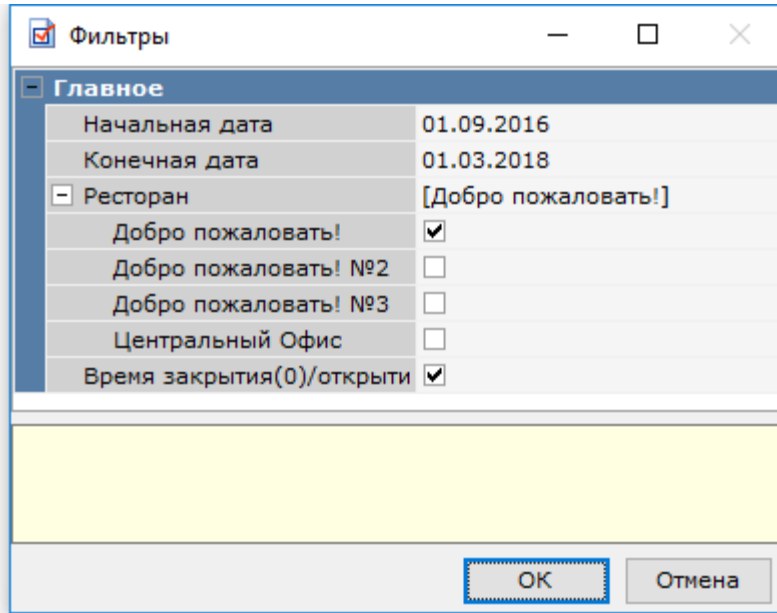 Фильтры
Главное
Начальная дата 01.09.2016
Конечная дата 01.03.2018
Ресторан [Добро пожаловать!]
Добро пожаловать!
Добро пожаловать! №2
Добро пожаловать! №3
Центральный Офис
Время закрытия(0)/открыти
ОК Отмена